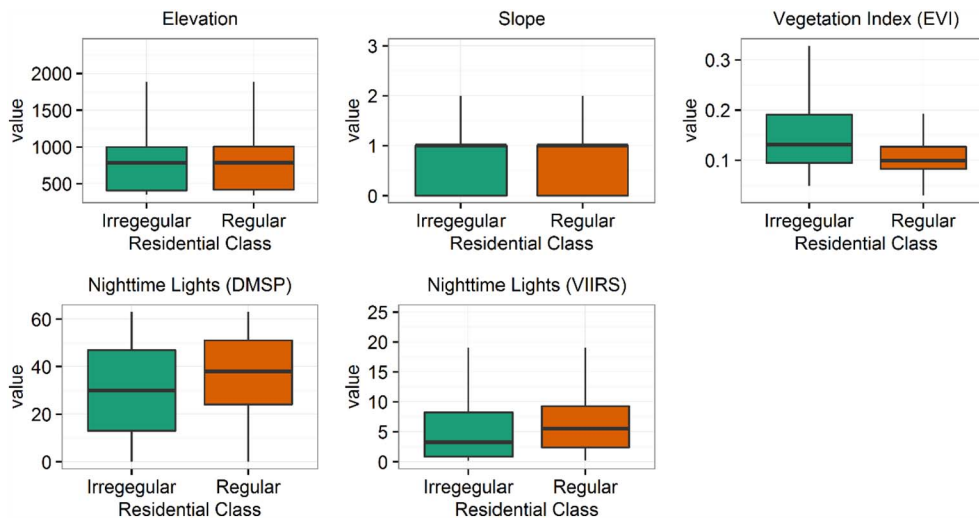 Elevation
value
2000
1500
1000
500
Irregegular Regular
Residential Class
Slope
value
3
2
1
0
Irregegular Regular
Residential Class
Vegetation Index (EVI)
value
0.3
0.2
0.1
Irregegular Regular
Residential Class
Nighttime Lights (DMSP)
value
60
40
20
0
Irregegular Regular
Residential Class
Nighttime Lights (VIIRS)
value
25
20
15
10
5
0
Irregegular Regular
Residential Class